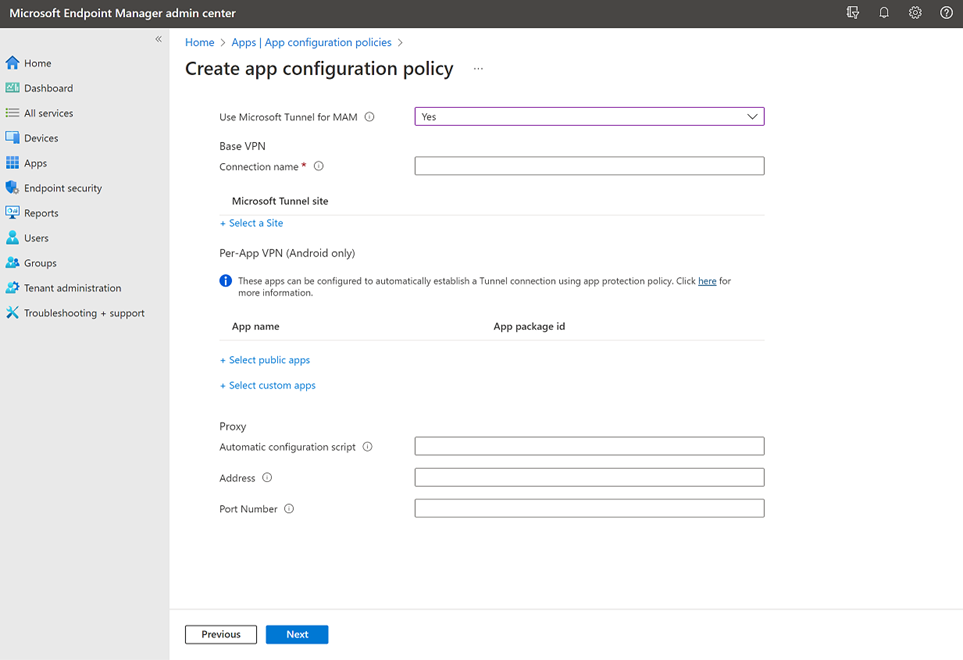 Microsoft Endpoint Manager admin center
«
Home
Dashboard
All services
Devices
Apps
Endpoint security
Reports
Users
Groups
Tenant administration
Troubleshooting + support
Home > Apps | App configuration policies >
Create app configuration policy ...
Use Microsoft Tunnel for MAM
Yes
Base VPN
Connection name *
Microsoft Tunnel site
+ Select a Site
Per-App VPN (Android only)
These apps can be configured to automatically establish a Tunnel connection using app protection policy. Click here for
more information.
App name App package id
+ Select public apps
+ Select custom apps
Proxy
Automatic configuration script
Address
Port Number
Previous Next